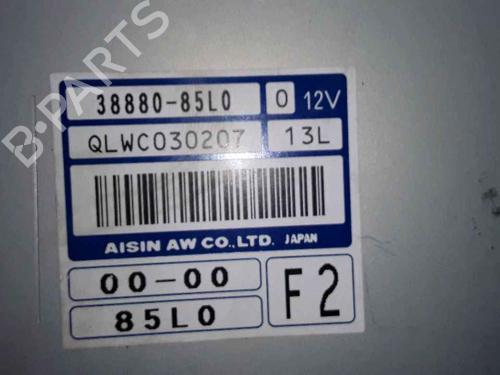 B-PARTS
38880-85L0 0 12V
QLWC030207 13L
AISIN AW CO.,LTD. JAPAN
00-00
85L0
F2